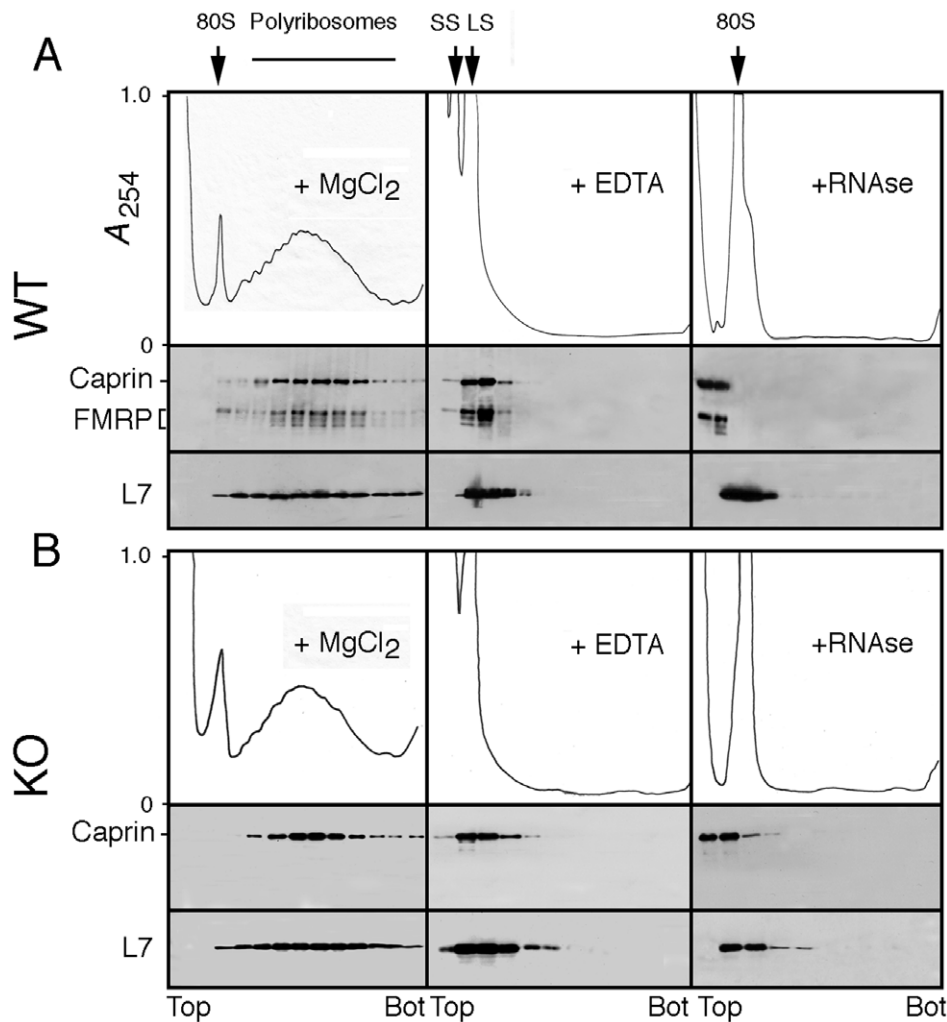 80S Polyribosomes SS LS 80S
A
1.0
+ MgCl2 + EDTA +RNAse
A254
WT
0
Caprin
FMRP
L7
B
1.0
+ MgCl2 + EDTA +RNAse
KO
0
Caprin
L7
Top Bot Top Bot Top Bot